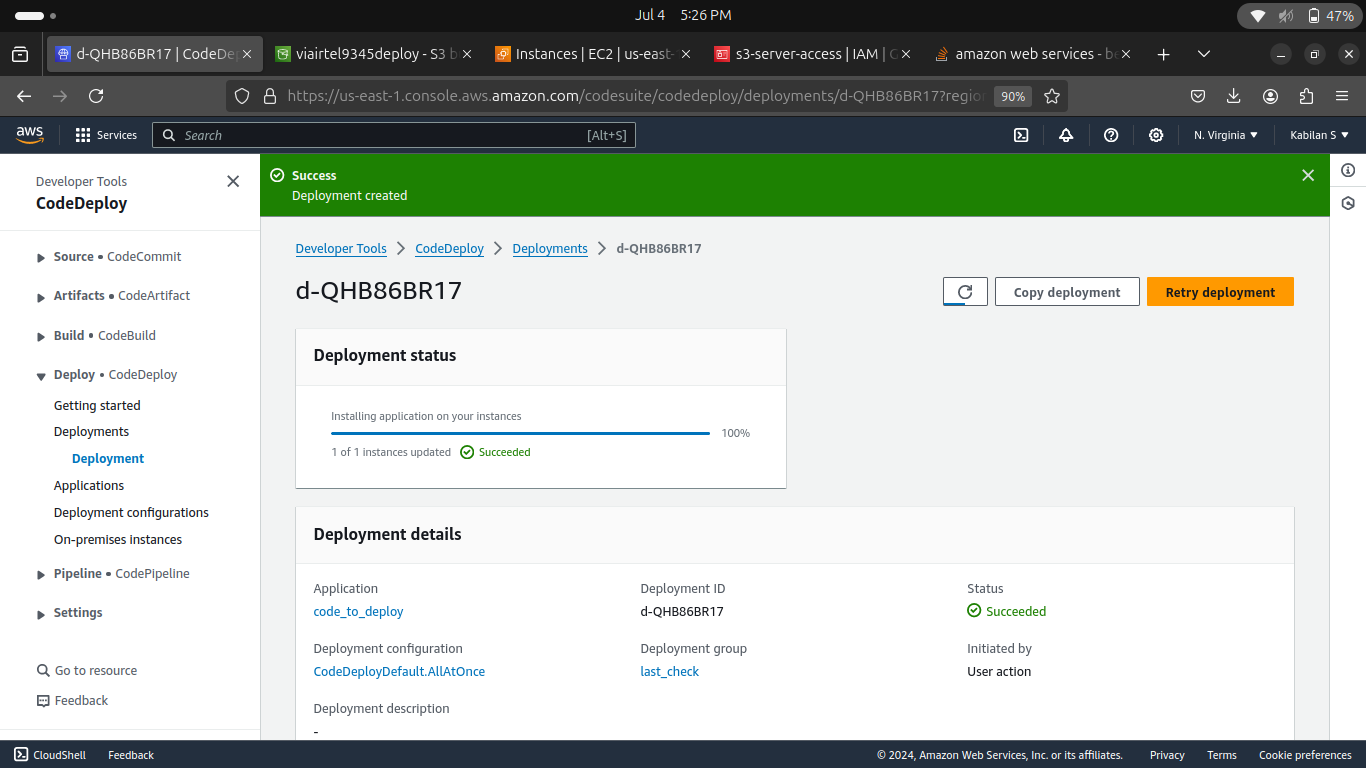 Jul 4 5:26 PM
47%
d-QHB86BR17 | CodeDep
viairtel9345deploy - S3 b
Instances | EC2 | us-east-
s3-server-access | IAM | G
amazon web services - be
https://us-east-1.console.aws.amazon.com/codesuite/codedeploy/deployments/d-QHB86BR17?region
90%
aws
Services
Search
[Alt+S]
N. Virginia
Kabilan S
Developer Tools
CodeDeploy
Source • CodeCommit
Artifacts • CodeArtifact
Build • CodeBuild
Deploy • CodeDeploy
Getting started
Deployments
Deployment
Applications
Deployment configurations
On-premises instances
Pipeline • CodePipeline
Settings
Go to resource
Feedback
Success
Deployment created
Developer Tools
CodeDeploy
Deployments
d-QHB86BR17
d-QHB86BR17
Copy deployment
Retry deployment
Deployment status
Installing application on your instances
100%
1 of 1 instances updated
Succeeded
Deployment details
Application
code_to_deploy
Deployment ID
d-QHB86BR17
Status
Succeeded
Deployment configuration
CodeDeployDefault.AllAtOnce
Deployment group
last_check
Initiated by
User action
Deployment description
-
CloudShell
Feedback
© 2024, Amazon Web Services, Inc. or its affiliates.
Privacy
Terms
Cookie preferences